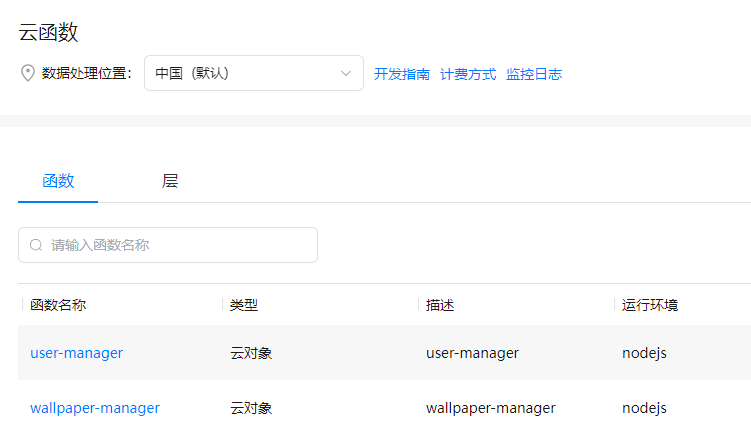 云函数
数据处理位置： 中国（默认） 开发指南 计费方式 监控日志
函数 层
请输入函数名称
函数名称 类型 描述 运行环境
user-manager 云对象 user-manager nodejs
wallpaper-manager 云对象 wallpaper-manager nodejs